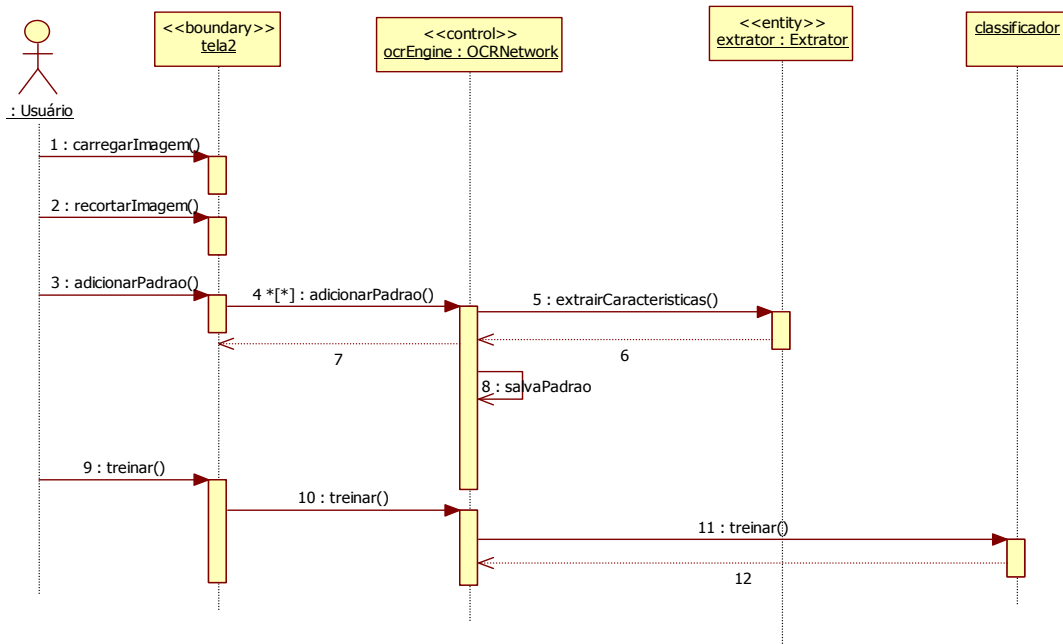 <<boundary>>
tela2
<<control>>
ocrEngine : OCRNetwork
<<entity>>
extrator : Extrator
classificador
: Usuário
1 : carregarImagem()
2 : recortarImagem()
3 : adicionarPadrao()
4 *[*] : adicionarPadrao()
5 : extrairCaracteristicas()
6
7
8 : salvaPadrao
9 : treinar()
10 : treinar()
11 : treinar()
12